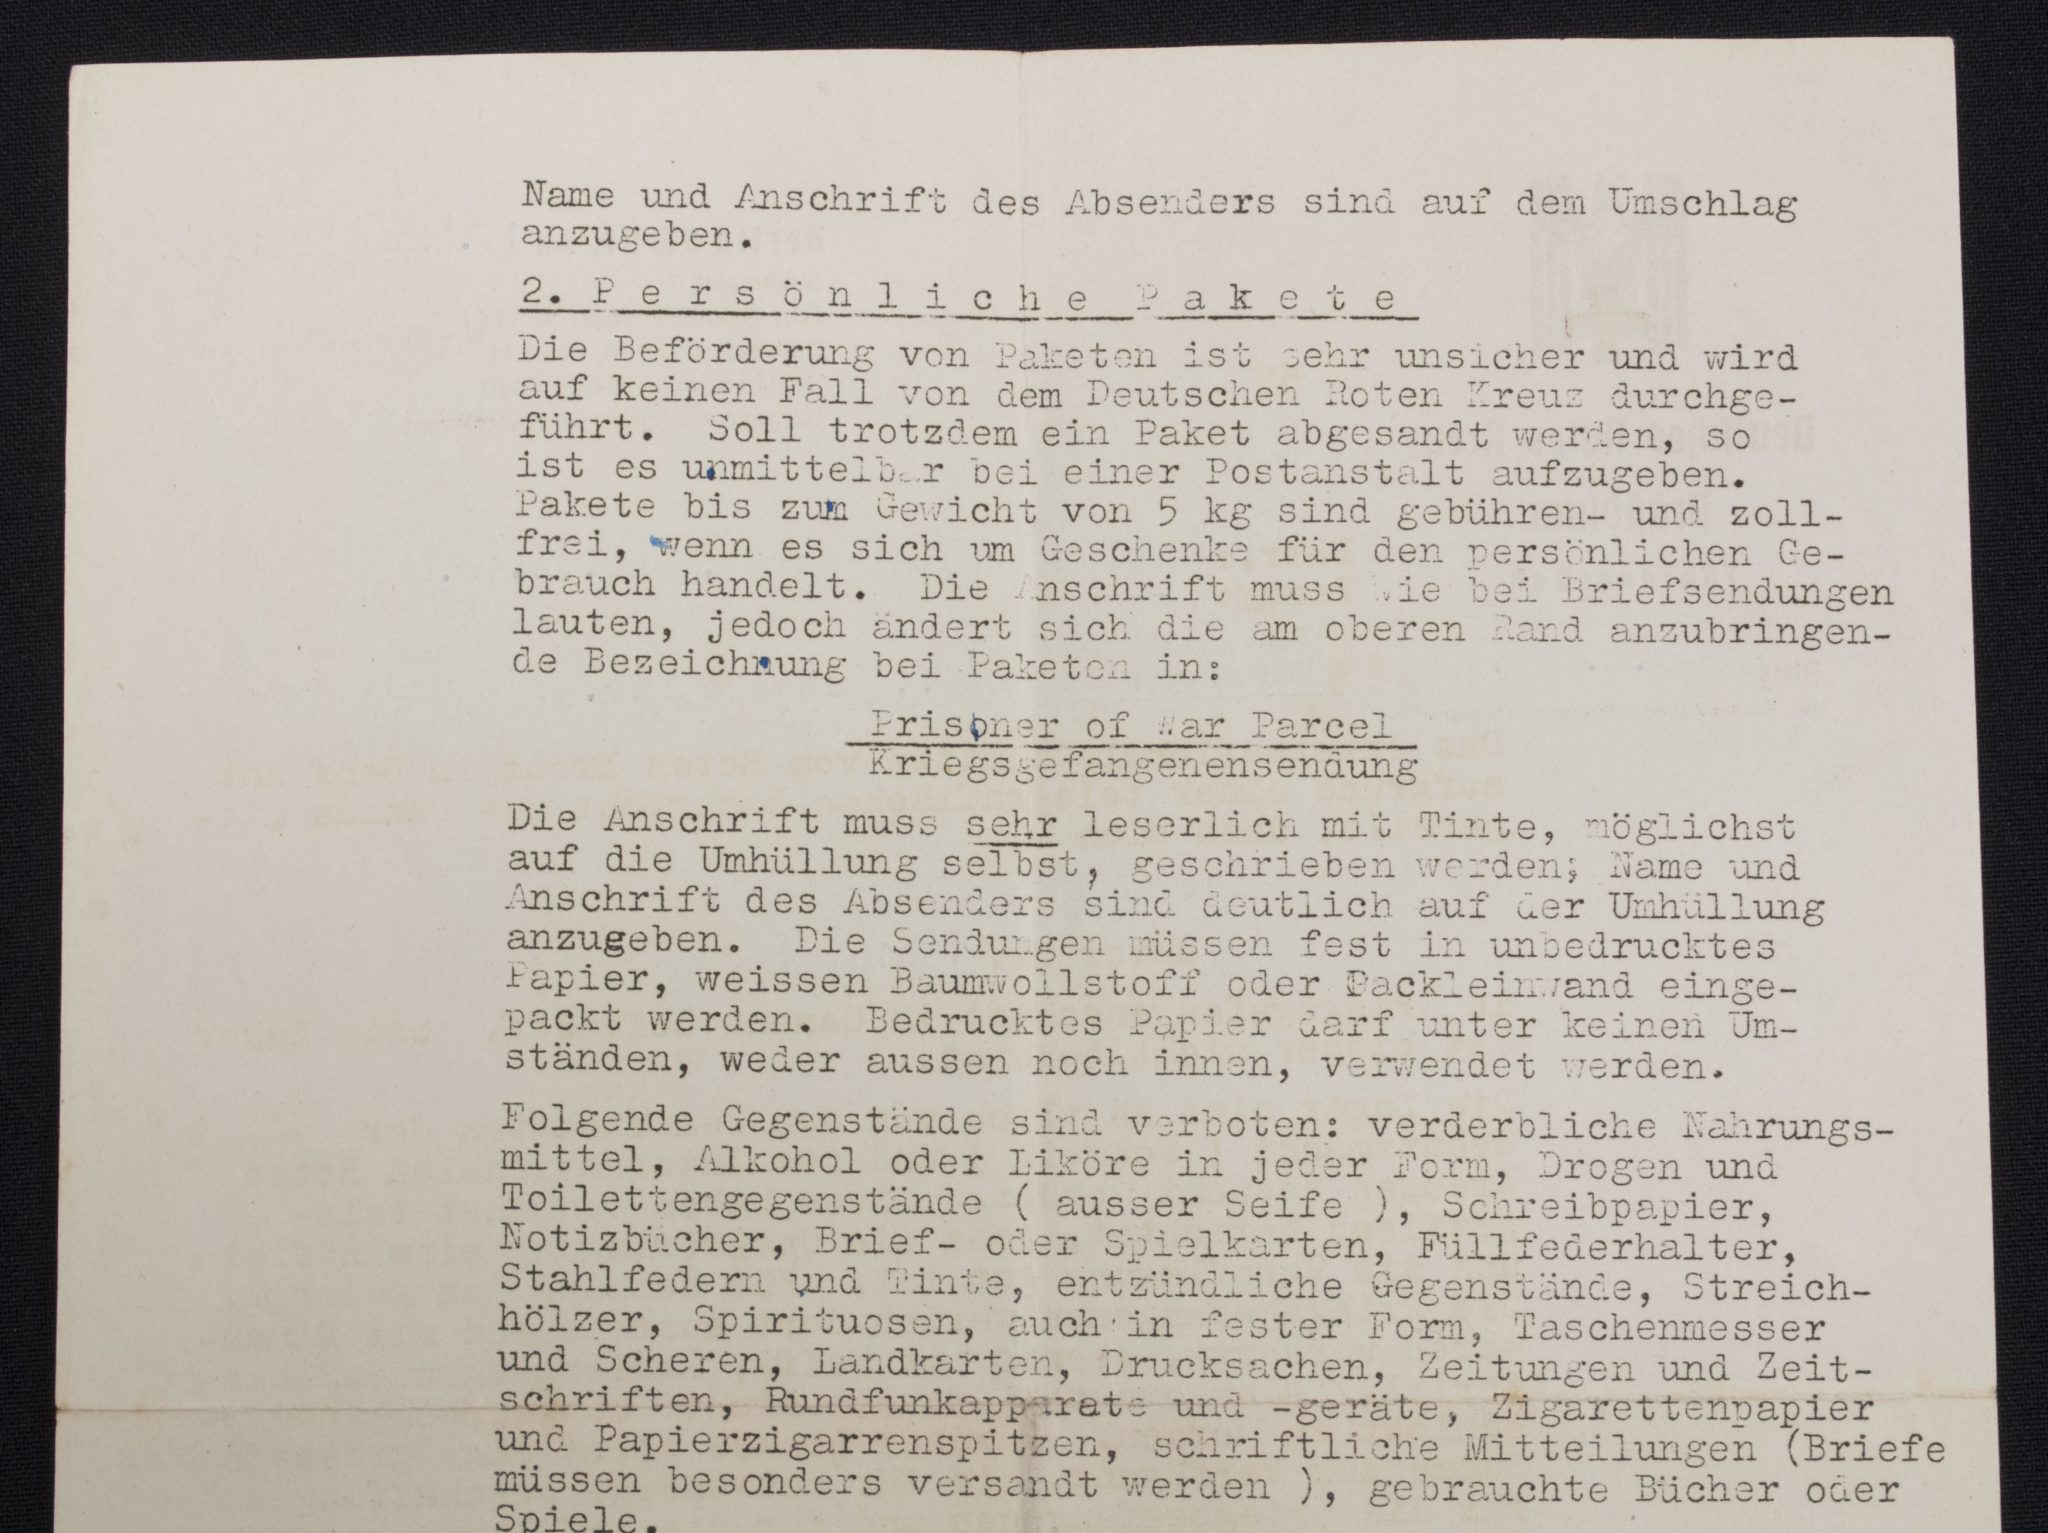 Name und Anschrift des Absenders sind auf dem Umschlag
anzugeben.
2. P e r s ö n l i c h e  P a k e t e
Die Beförderung von Paketen ist sehr unsicher und wird
auf keinen Fall von dem Deutschen Roten Kreuz durchge-
führt. Soll trotzdem ein Paket abgesandt werden, so
ist es unmittelbar bei einer Postanstalt aufzugeben.
Pakete bis zum Gewicht von 5 kg sind gebühren- und zoll-
frei, wenn es sich um Geschenke für den persönlichen Ge-
brauch handelt. Die Anschrift muss wie bei Briefsendungen
lauten, jedoch ändert sich die am oberen Rand anzubringen-
de Bezeichnung bei Paketen in:
Prisoner of War Parcel
Kriegsgefangenensendung
Die Anschrift muss sehr leserlich mit Tinte, möglichst
auf die Umhüllung selbst, geschrieben werden; Name und
Anschrift des Absenders sind deutlich auf der Umhüllung
anzugeben. Die Sendungen müssen fest in unbedrucktes
Papier, weissen Baumwollstoff oder Packleinwand einge-
packt werden. Bedrucktes Papier darf unter keinen Um-
ständen, weder aussen noch innen, verwendet werden.
Folgende Gegenstände sind verboten: verderbliche Nahrungs-
mittel, Alkohol oder Liköre in jeder Form, Drogen und
Toilettengegenstände ( ausser Seife ), Schreibpapier,
Notizbücher, Brief- oder Spielkarten, Füllfederhalter,
Stahlfedern und Tinte, entzündliche Gegenstände, Streich-
hölzer, Spirituosen, auch in fester Form, Taschenmesser
und Scheren, Landkarten, Drucksachen, Zeitungen und Zeit-
schriften, Rundfunkapparate und -geräte, Zigarettenpapier
und Papierzigarrenspitzen, schriftliche Mitteilungen (Briefe
müssen besonders versandt werden ), gebrauchte Bücher oder
Spiele.